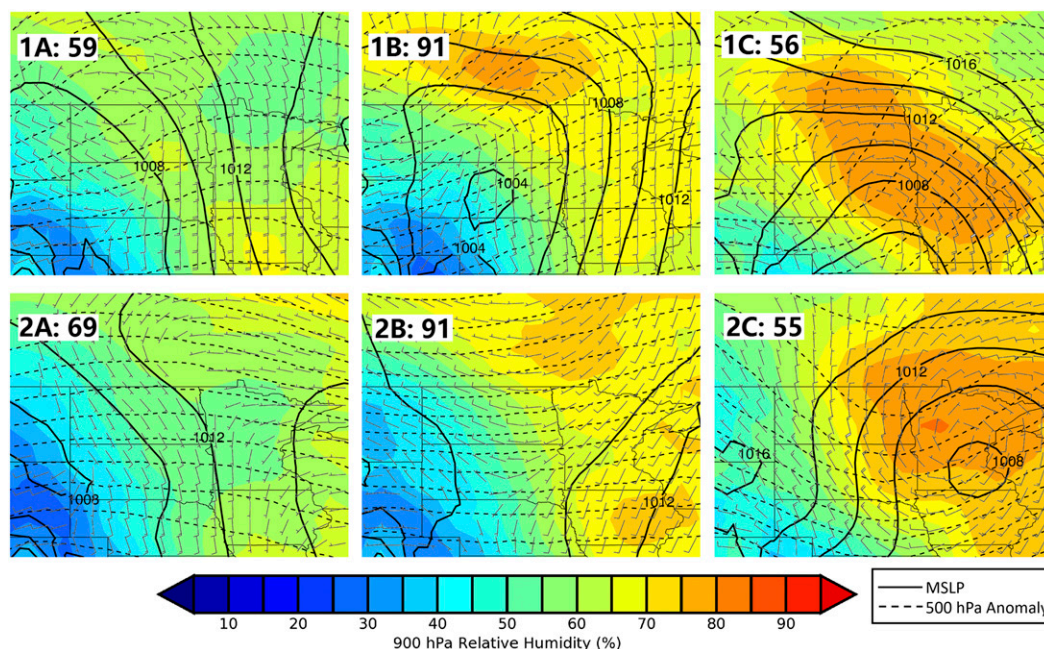 1A: 59
1008
1012
1B: 91
1008
1004
1004
1012
1C: 56
1016
1012
1008
2A: 69
1012
1008
2B: 91
1012
2C: 55
1012
1016
1008
10 20 30 40 50 60 70 80 90
900 hPa Relative Humidity (%)
MSLP
500 hPa Anomaly